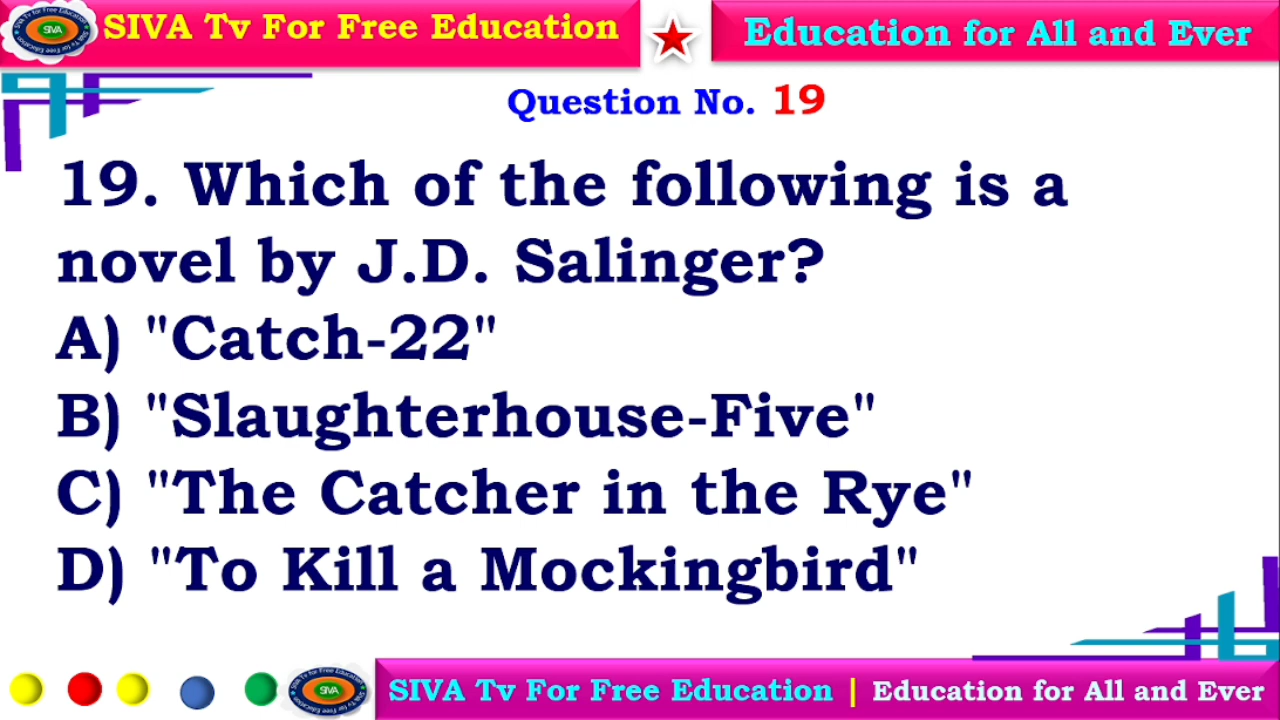 SIVA Tv For Free Education
Education for All and Ever
Question No. 19
19. Which of the following is a
novel by J.D. Salinger?
A) "Catch-22"
B) "Slaughterhouse-Five"
C) "The Catcher in the Rye"
D) "To Kill a Mockingbird"
SIVA
SIVA
SIVA Tv For Free Education | Education for All and Ever